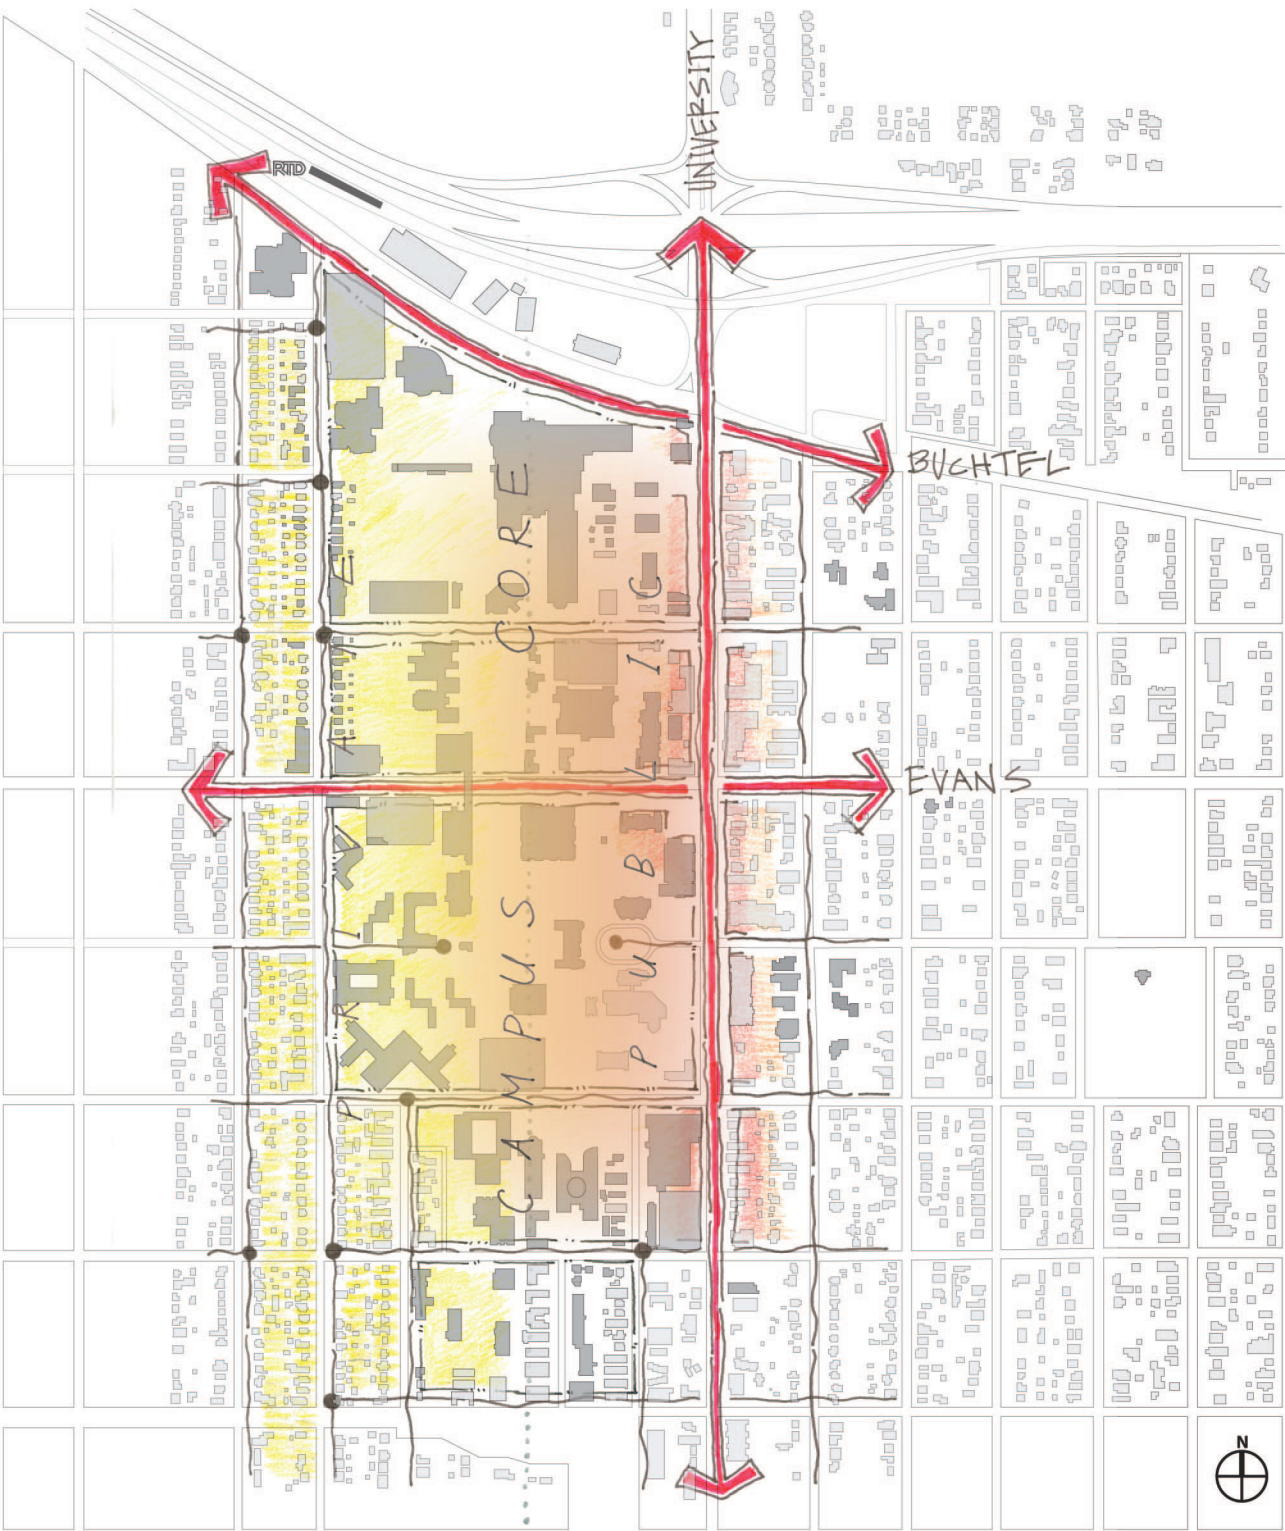 UNIVERSITY
RTD
BUCHTEL
CAMPUS CORE
PRIVATE
PUBLIC
EVANS
N